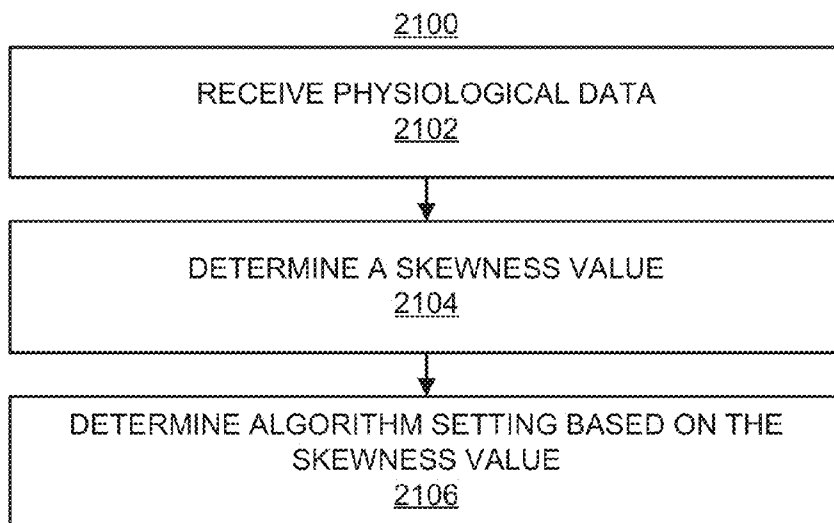 2100
RECEIVE PHYSIOLOGICAL DATA
2102
DETERMINE A SKEWNESS VALUE
2104
DETERMINE ALGORITHM SETTING BASED ON THE
SKEWNESS VALUE
2106